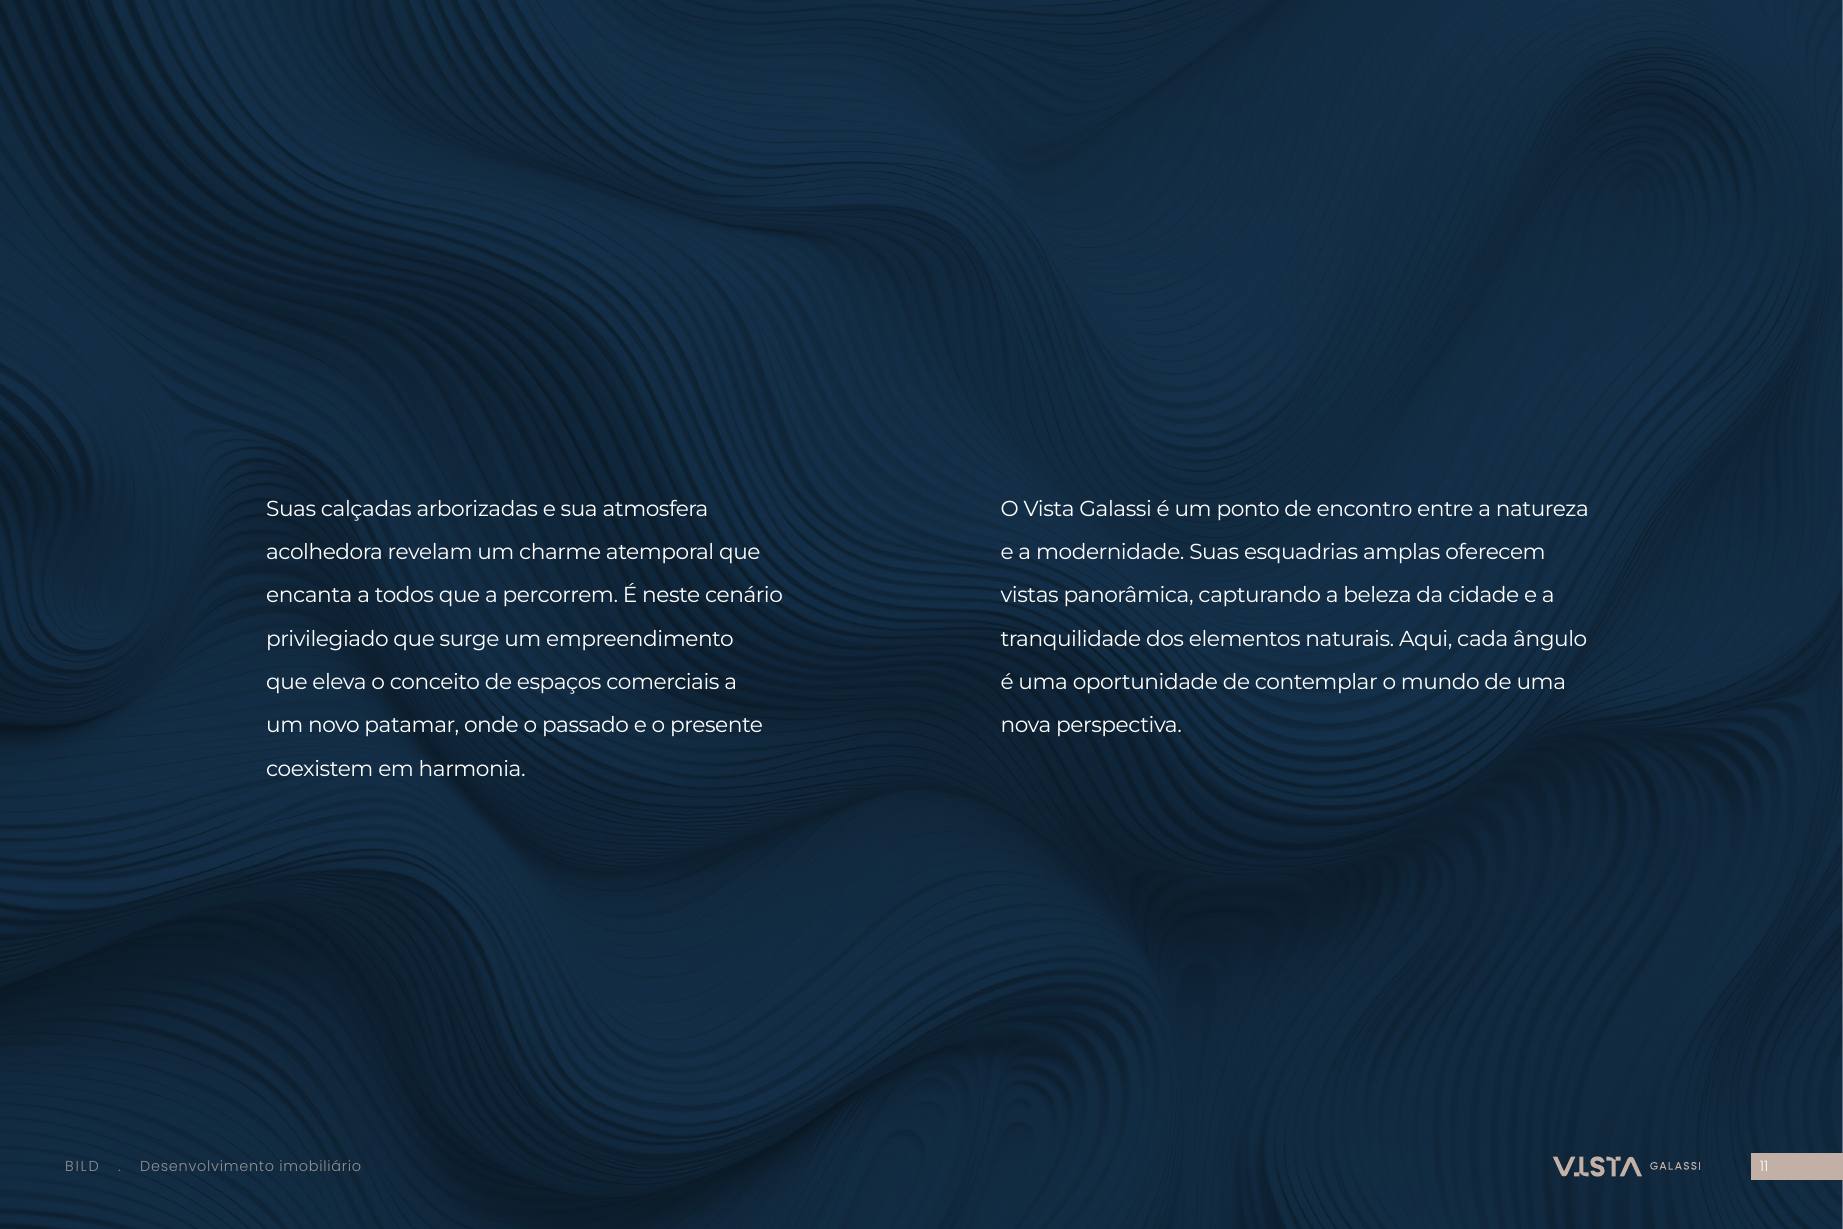 Suas calçadas arborizadas e sua atmosfera
acolhedora revelam um charme atemporal que
encanta a todos que a percorrem. É neste cenário
privilegiado que surge um empreendimento
que eleva o conceito de espaços comerciais a
um novo patamar, onde o passado e o presente
coexistem em harmonia.
O Vista Galassi é um ponto de encontro entre a natureza
e a modernidade. Suas esquadrias amplas oferecem
vistas panorâmica, capturando a beleza da cidade e a
tranquilidade dos elementos naturais. Aqui, cada ângulo
é uma oportunidade de contemplar o mundo de uma
nova perspectiva.
BILD . Desenvolvimento imobiliário
VISTA GALASSI
11